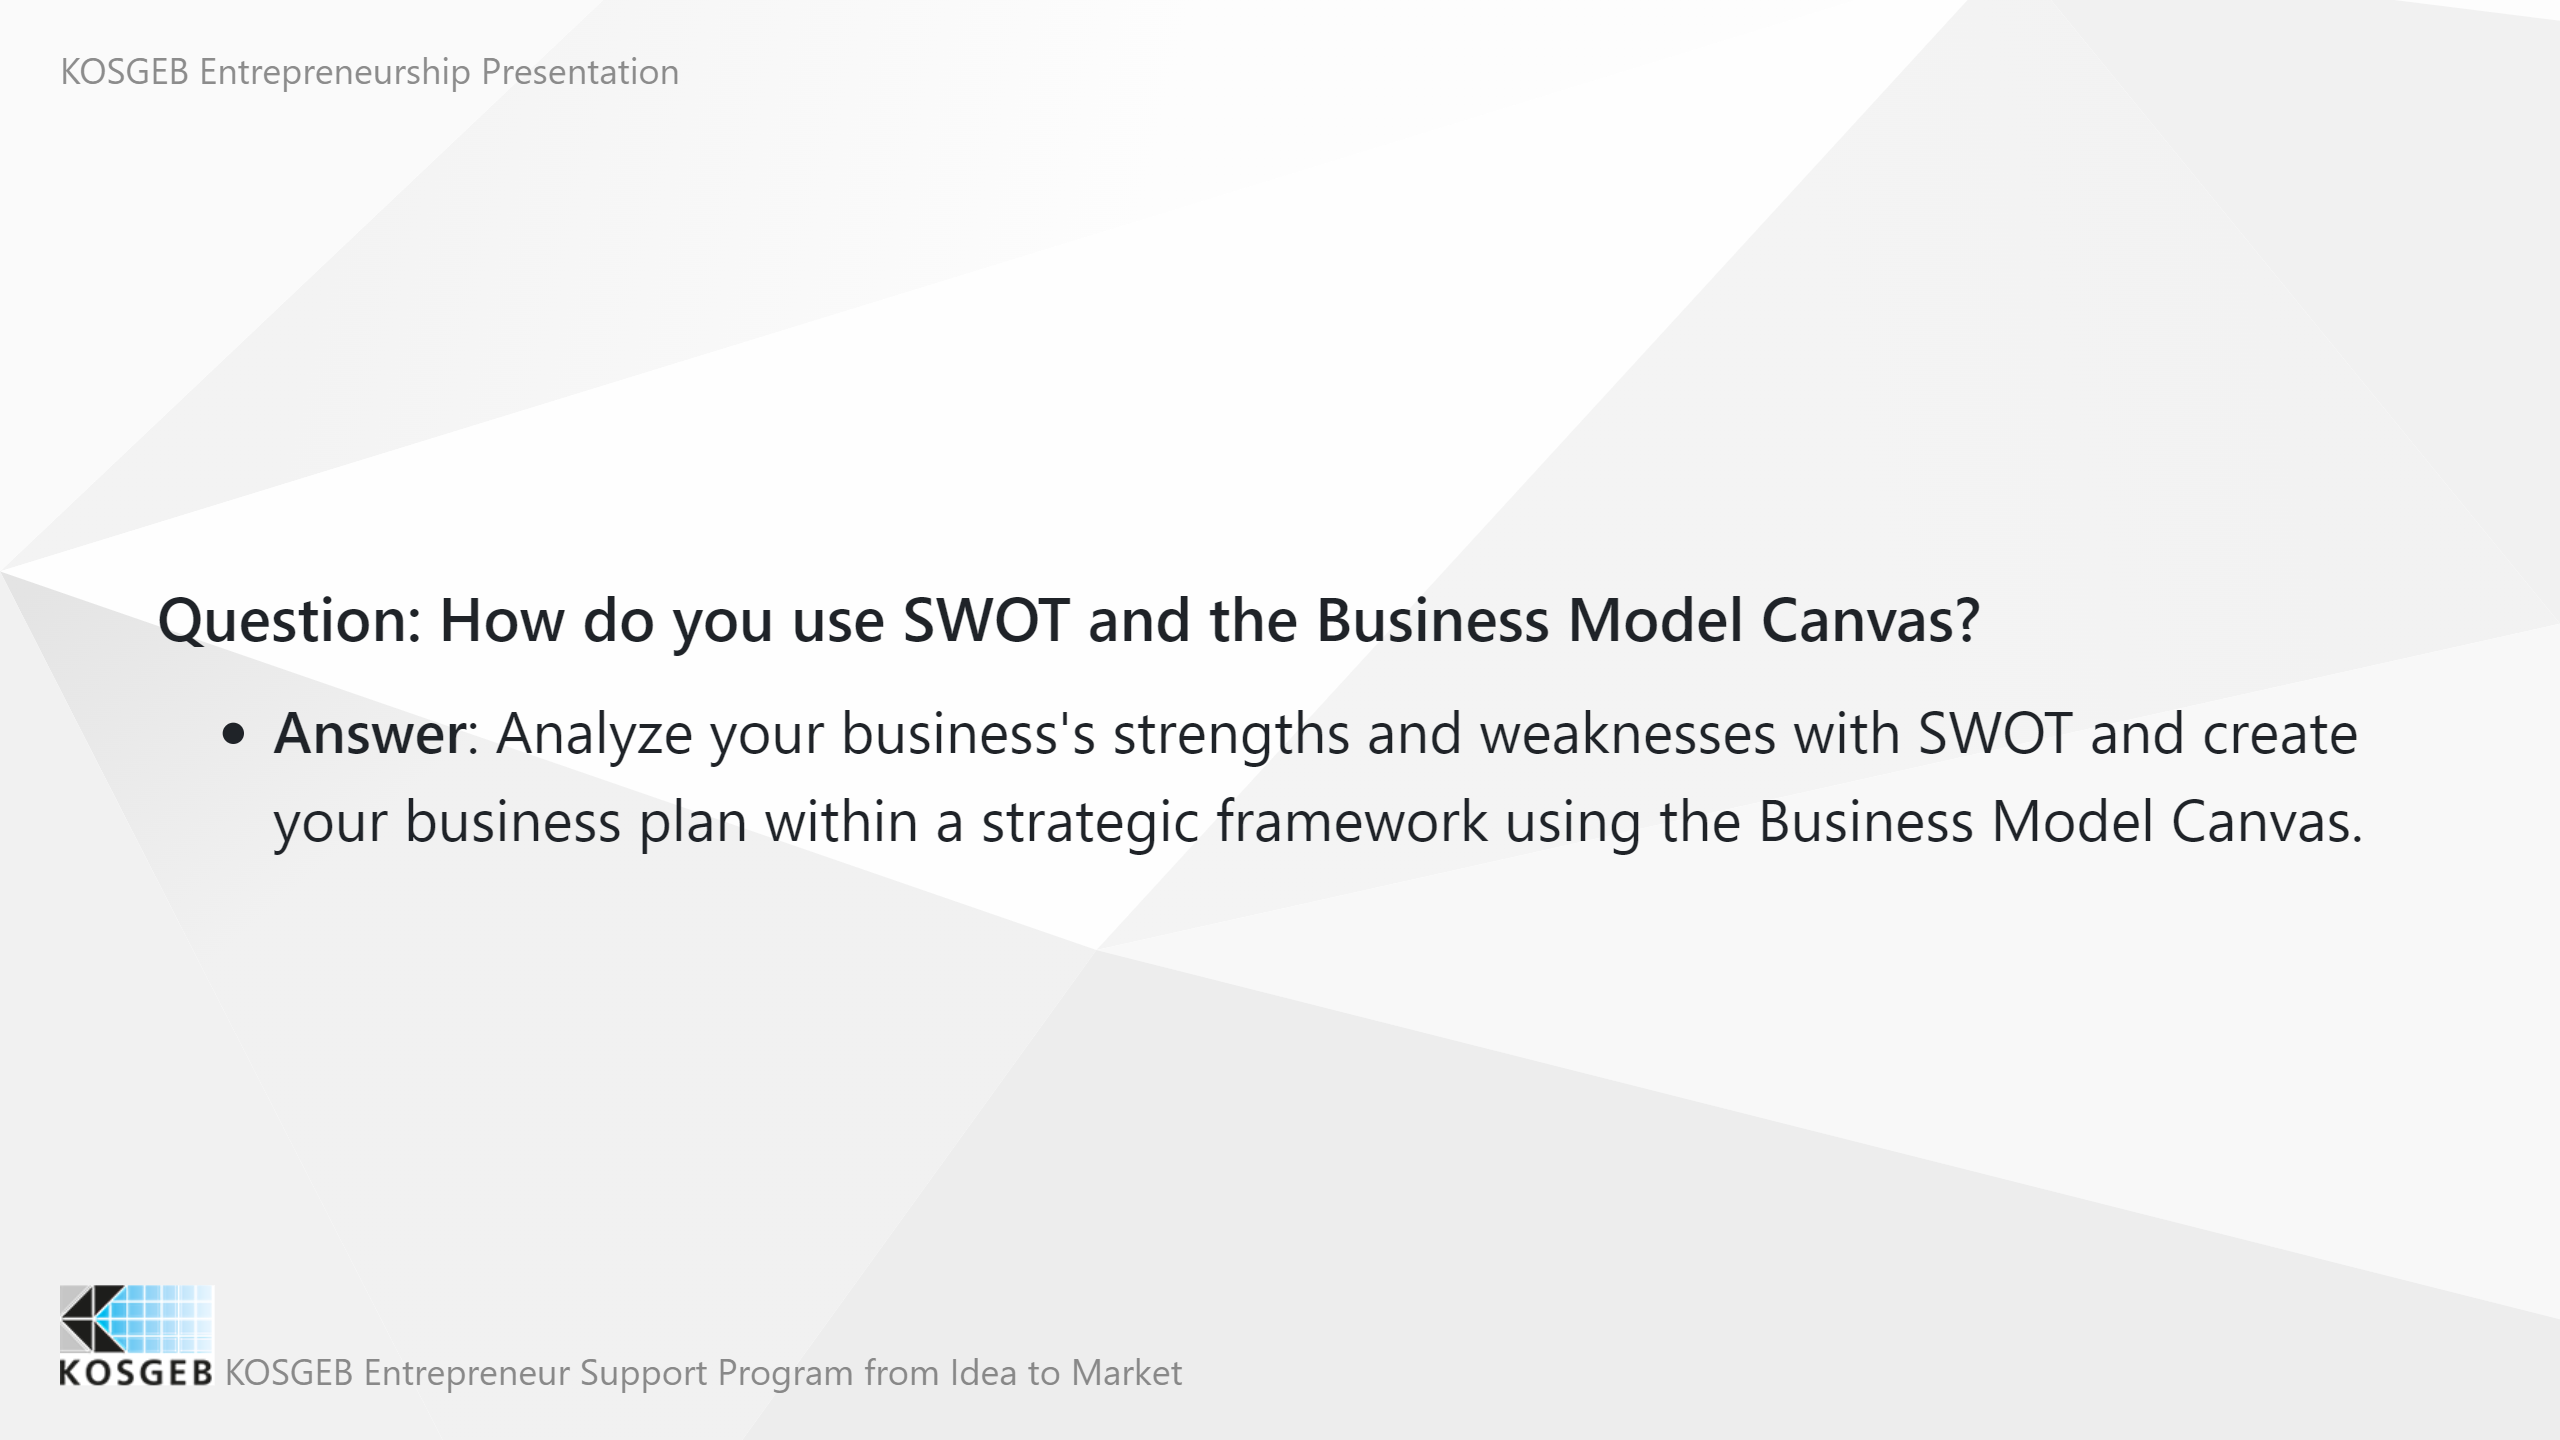 KOSGEB Entrepreneurship Presentation
Question: How do you use SWOT and the Business Model Canvas?
• Answer: Analyze your business's strengths and weaknesses with SWOT and create
your business plan within a strategic framework using the Business Model Canvas.
KOSGEB KOSGEB Entrepreneur Support Program from Idea to Market